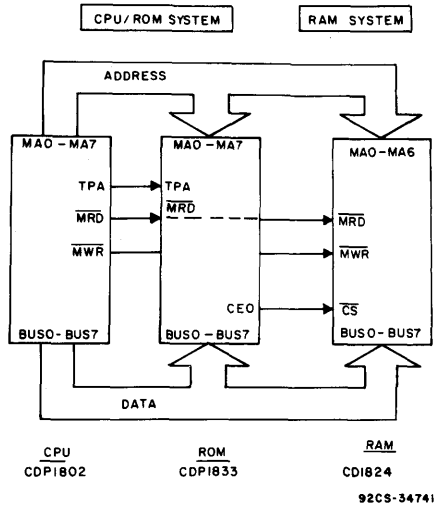 CPU/ROM SYSTEM
RAM SYSTEM
ADDRESS
MA0-MA7
MA0-MA7
MA0-MA6
TPA
TPA
MRD
MRD
MRD
MWR
MWR
CEO
CS
BUS0-BUS7
BUS0-BUS7
BUS0-BUS7
DATA
CPU
CDP1802
ROM
CDP1833
RAM
CD1824
92CS-34741